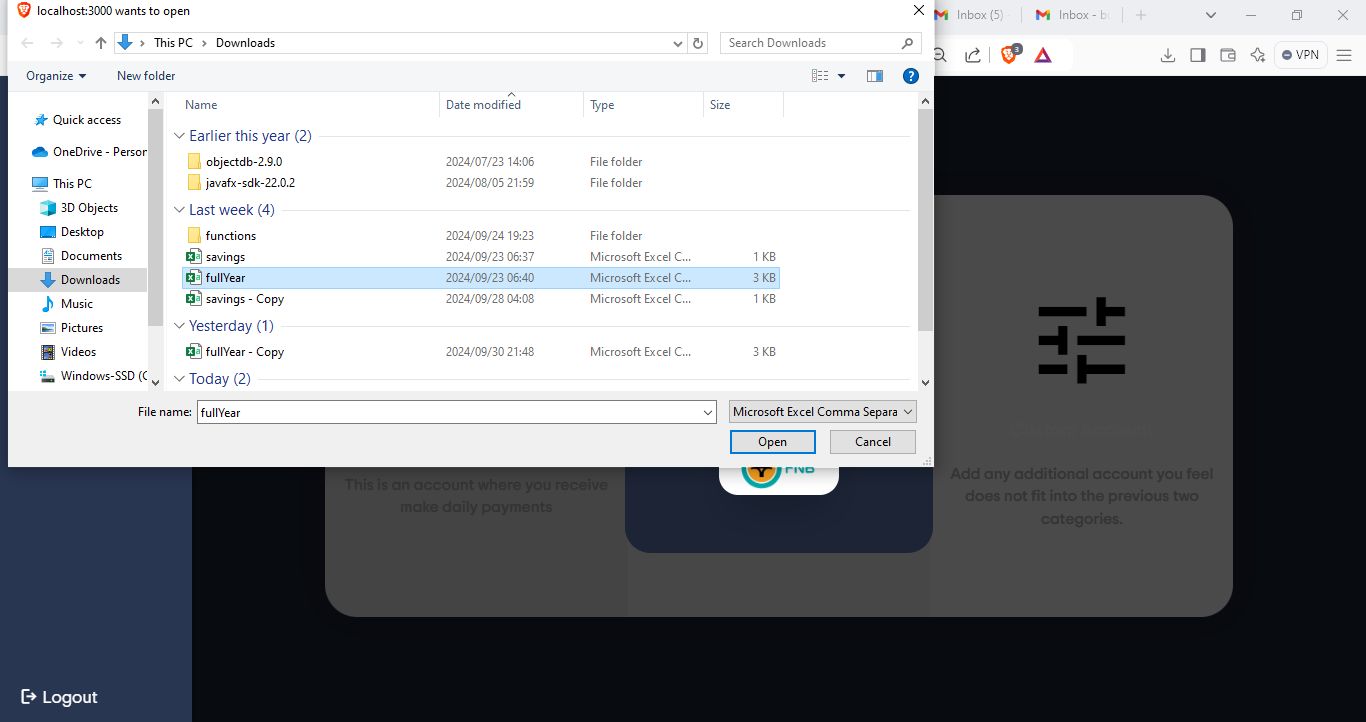 localhost:3000 wants to open
Inbox (5)
Inbox - b
This PC > Downloads
Search Downloads
3
VPN
Organize
New folder
?
Name
Date modified
Type
Size
Quick access
OneDrive - Person
This PC
3D Objects
Desktop
Documents
Downloads
Music
Pictures
Videos
Windows-SSD (C
Earlier this year (2)
objectdb-2.9.0 2024/07/23 14:06 File folder
javafx-sdk-22.0.2 2024/08/05 21:59 File folder
Last week (4)
functions 2024/09/24 19:23 File folder
savings 2024/09/23 06:37 Microsoft Excel C... 1 KB
fullYear 2024/09/23 06:40 Microsoft Excel C... 3 KB
savings - Copy 2024/09/28 04:08 Microsoft Excel C... 1 KB
Yesterday (1)
fullYear - Copy 2024/09/30 21:48 Microsoft Excel C... 3 KB
Today (2)
File name: fullYear
Microsoft Excel Comma Separa
Open
Cancel
FNB
This is an account where you receive
make daily payments
Add any additional account you feel
does not fit into the previous two
categories.
Logout